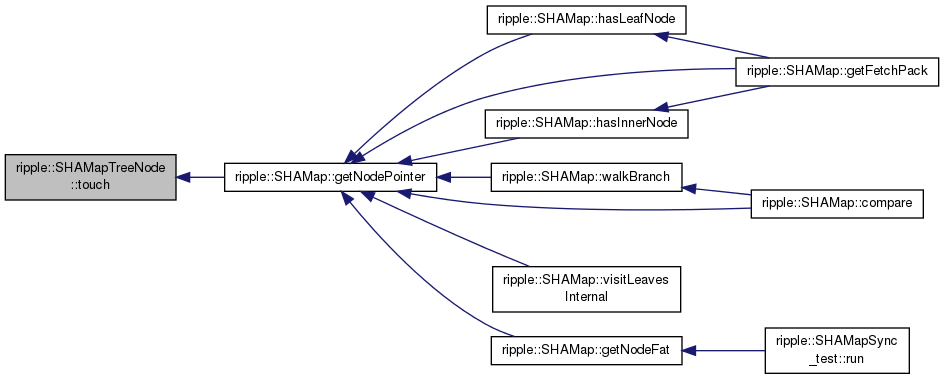 ripple::SHAMap::hasLeafNode
ripple::SHAMap::getFetchPack
ripple::SHAMap::hasInnerNode
ripple::SHAMapTreeNode
::touch
ripple::SHAMap::getNodePointer
ripple::SHAMap::walkBranch
ripple::SHAMap::compare
ripple::SHAMap::visitLeaves
Internal
ripple::SHAMap::getNodeFat
ripple::SHAMapSync
_test::run